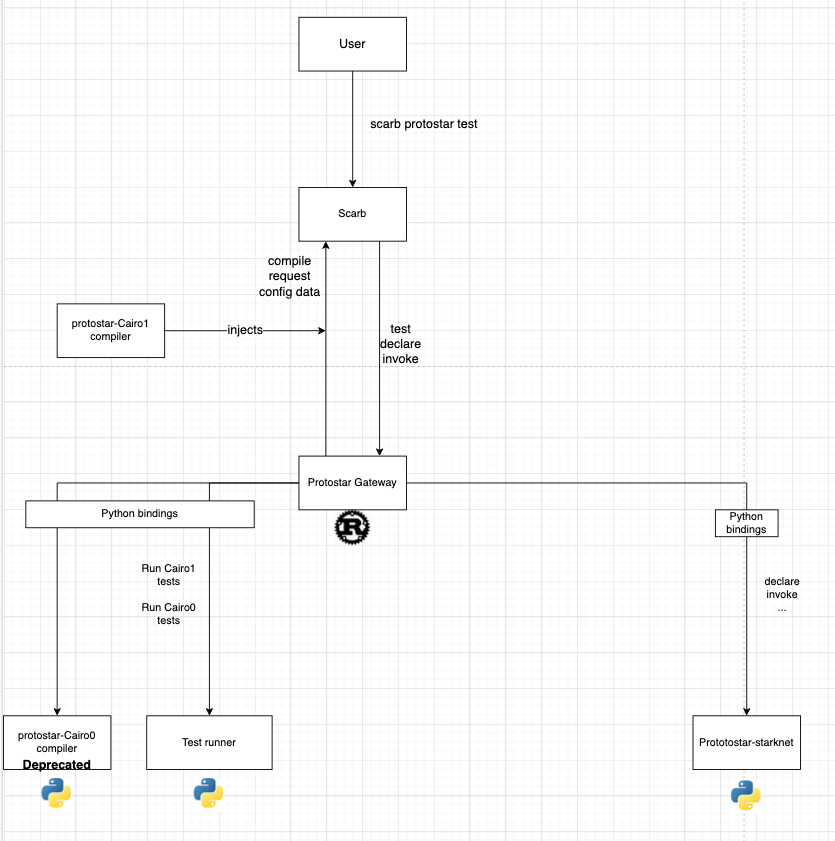 User
scarb protostar test
Scarb
compile
request
config data
protostar-Cairo1
compiler
injects
test
declare
invoke
Protostar Gateway
R
Python bindings
Python
bindings
Run Cairo1
tests
Run Cairo0
tests
declare
invoke
...
protostar-Cairo0
compiler
Deprecated
Test runner
Prototostar-starknet